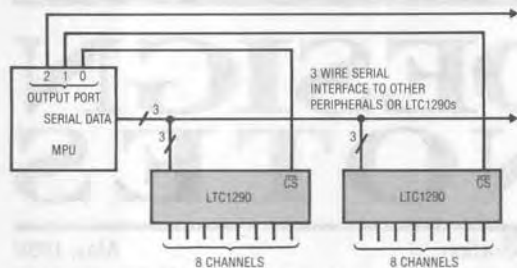 2 1 0
OUTPUT PORT
SERIAL DATA
MPU
3
3 WIRE SERIAL
INTERFACE TO OTHER
PERIPHERALS OR LTC1290s
3
3
LTC1290
CS
LTC1290
CS
8 CHANNELS
8 CHANNELS